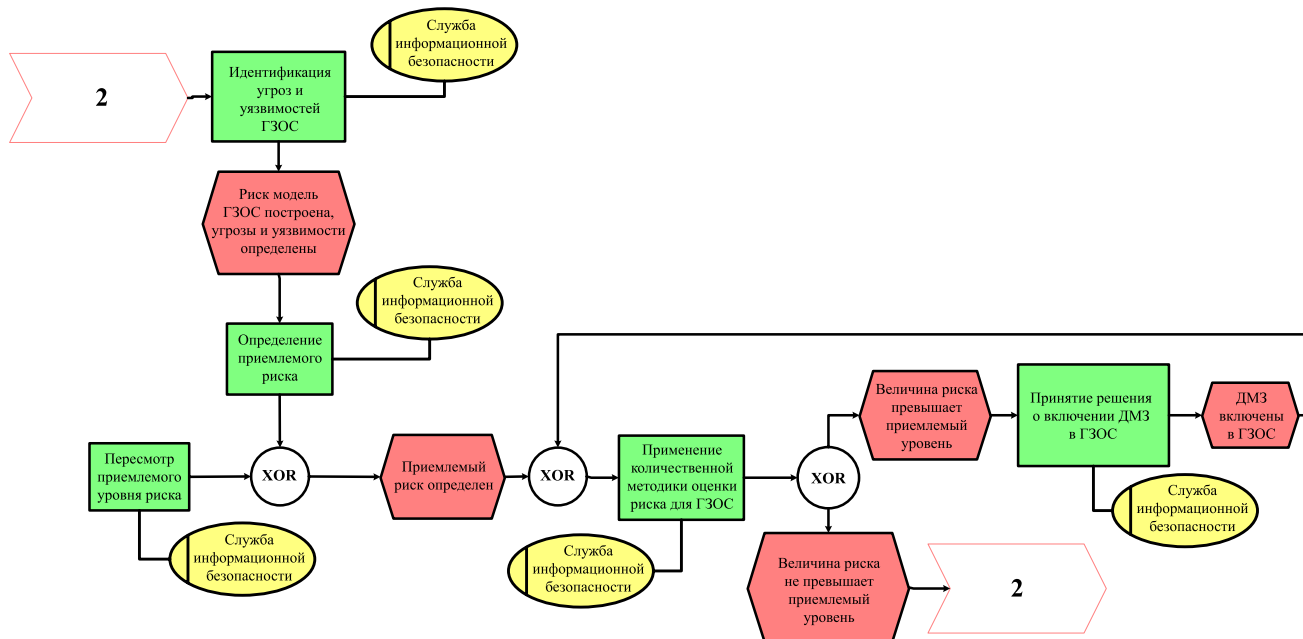 Служба
информационной
безопасности
2
Идентификация
угроз и
уязвимостей
ГЗОС
Риск модель
ГЗОС построена,
угрозы и уязвимости
определены
Служба
информационной
безопасности
Определение
приемлемого
риска
Пересмотр
приемлемого
уровня риска
XOR
Приемлемый
риск определен
XOR
Применение
количественной
методики оценки
риска для ГЗОС
XOR
Величина риска
превышает
приемлемый
уровень
Принятие решения
о включении ДМЗ
в ГЗОС
ДМЗ
включены
в ГЗОС
Служба
информационной
безопасности
Служба
информационной
безопасности
Служба
информационной
безопасности
Величина риска
не превышает
приемлемый
уровень
2